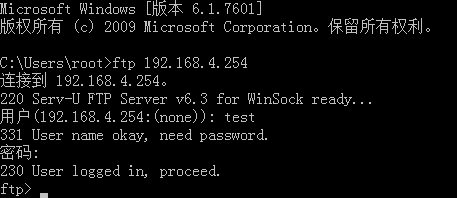 Microsoft Windows [版本 6.1.7601]
版权所有 (c) 2009 Microsoft Corporation。保留所有权利。
C:\Users\root>ftp 192.168.4.254
连接到 192.168.4.254。
220 Serv-U FTP Server v6.3 for WinSock ready...
用户(192.168.4.254:(none)): test
331 User name okay, need password.
密码:
230 User logged in, proceed.
ftp>